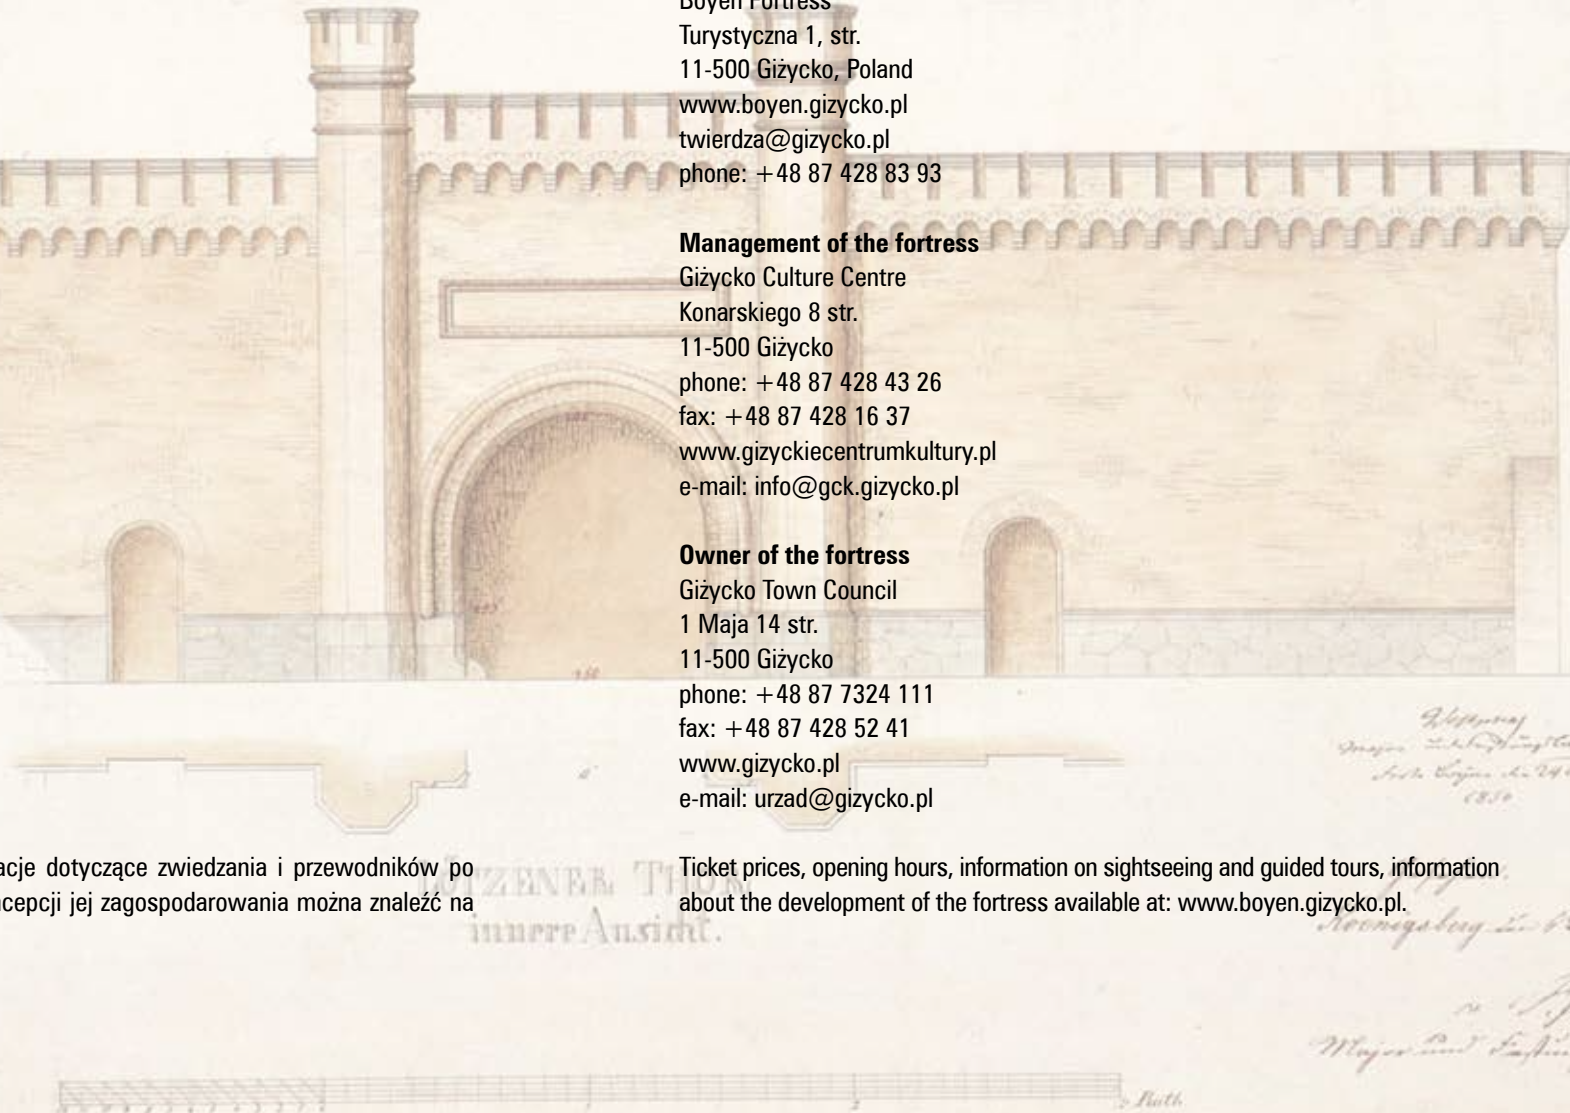 Boyen Fortress
Turystyczna 1, str.
11-500 Giżycko, Poland
www.boyen.gizycko.pl
twierdza@gizycko.pl
phone: +48 87 428 83 93
Management of the fortress
Giżycko Culture Centre
Konarskiego 8 str.
11-500 Giżycko
phone: +48 87 428 43 26
fax: +48 87 428 16 37
www.gizyckiecentrumkultury.pl
e-mail: info@gck.gizycko.pl
Owner of the fortress
Giżycko Town Council
1 Maja 14 str.
11-500 Giżycko
phone: +48 87 7324 111
fax: +48 87 428 52 41
www.gizycko.pl
e-mail: urzad@gizycko.pl
acje dotyczące zwiedzania i przewodników po
ncepcji jej zagospodarowania można znaleźć na
Ticket prices, opening hours, information on sightseeing and guided tours, information
about the development of the fortress available at: www.boyen.gizycko.pl.
LÖTZENER THOR
innere Ansicht.
Koenigsberg
Major und
Ruth